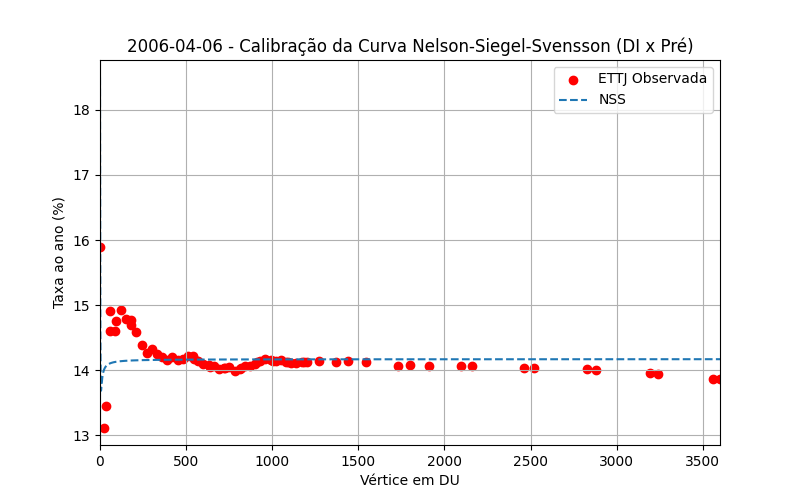 2006-04-06 - Calibração da Curva Nelson-Siegel-Svensson (DI x Pré)
ETTJ Observada
NSS
Taxa ao ano (%)
18
17
16
15
14
13
0 500 1000 1500 2000 2500 3000 3500
Vértice em DU